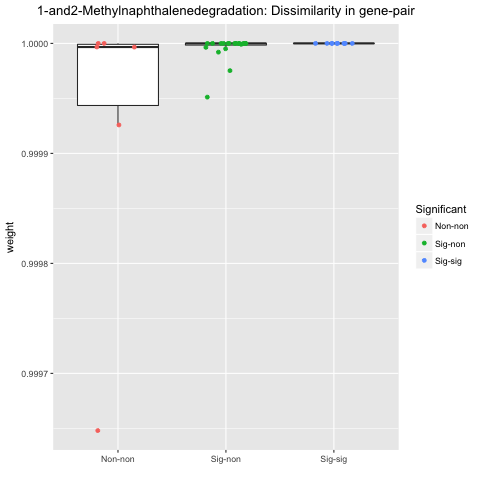 1-and2-Methylnaphthalenedegradation: Dissimilarity in gene-pair
1.0000
0.9999
0.9998
0.9997
weight
Non-non
Sig-non
Sig-sig
Significant
Non-non
Sig-non
Sig-sig